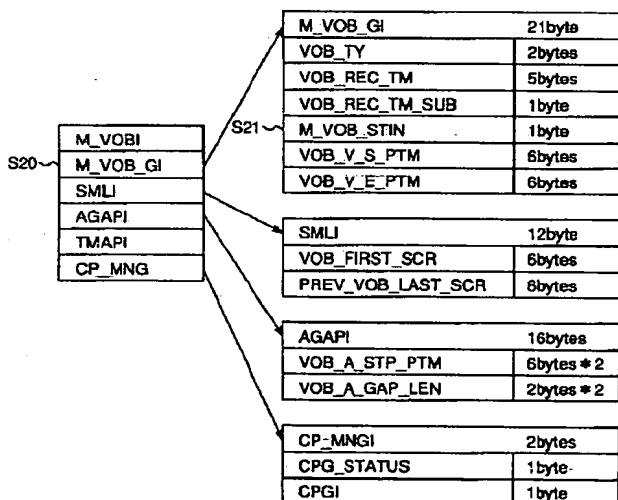 M_VOB_GI 21byte
VOB_TY 2bytes
VOB_REC_TM 5bytes
VOB_REC_TM_SUB 1byte
S21 M_VOB_STIN 1byte
VOB_V_S_PTM 6bytes
VOB_V_E_PTM 6bytes
M_VOBI
S20 M_VOB_GI
SMLI
AGAPI
TMAPI
CP_MNG
SMLI 12byte
VOB_FIRST_SCR 6bytes
PREV_VOB_LAST_SCR 6bytes
AGAPI 16bytes
VOB_A_STP_PTM 6bytes*2
VOB_A_GAP_LEN 2bytes*2
CP_MNGI 2bytes
CPG_STATUS 1byte
CPGI 1byte